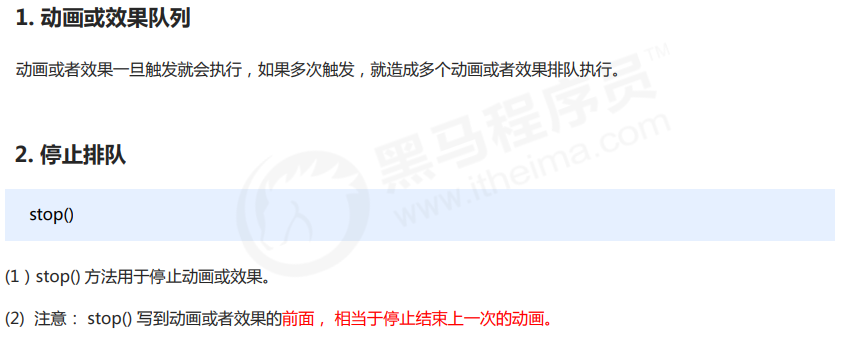 1. 动画或效果队列
动画或者效果一旦触发就会执行，如果多次触发，就造成多个动画或者效果排队执行。
2. 停止排队
黑马程序员™
www.itheima.com
stop()
(1 ) stop() 方法用于停止动画或效果。
(2) 注意： stop() 写到动画或者效果的前面， 相当于停止结束上一次的动画。